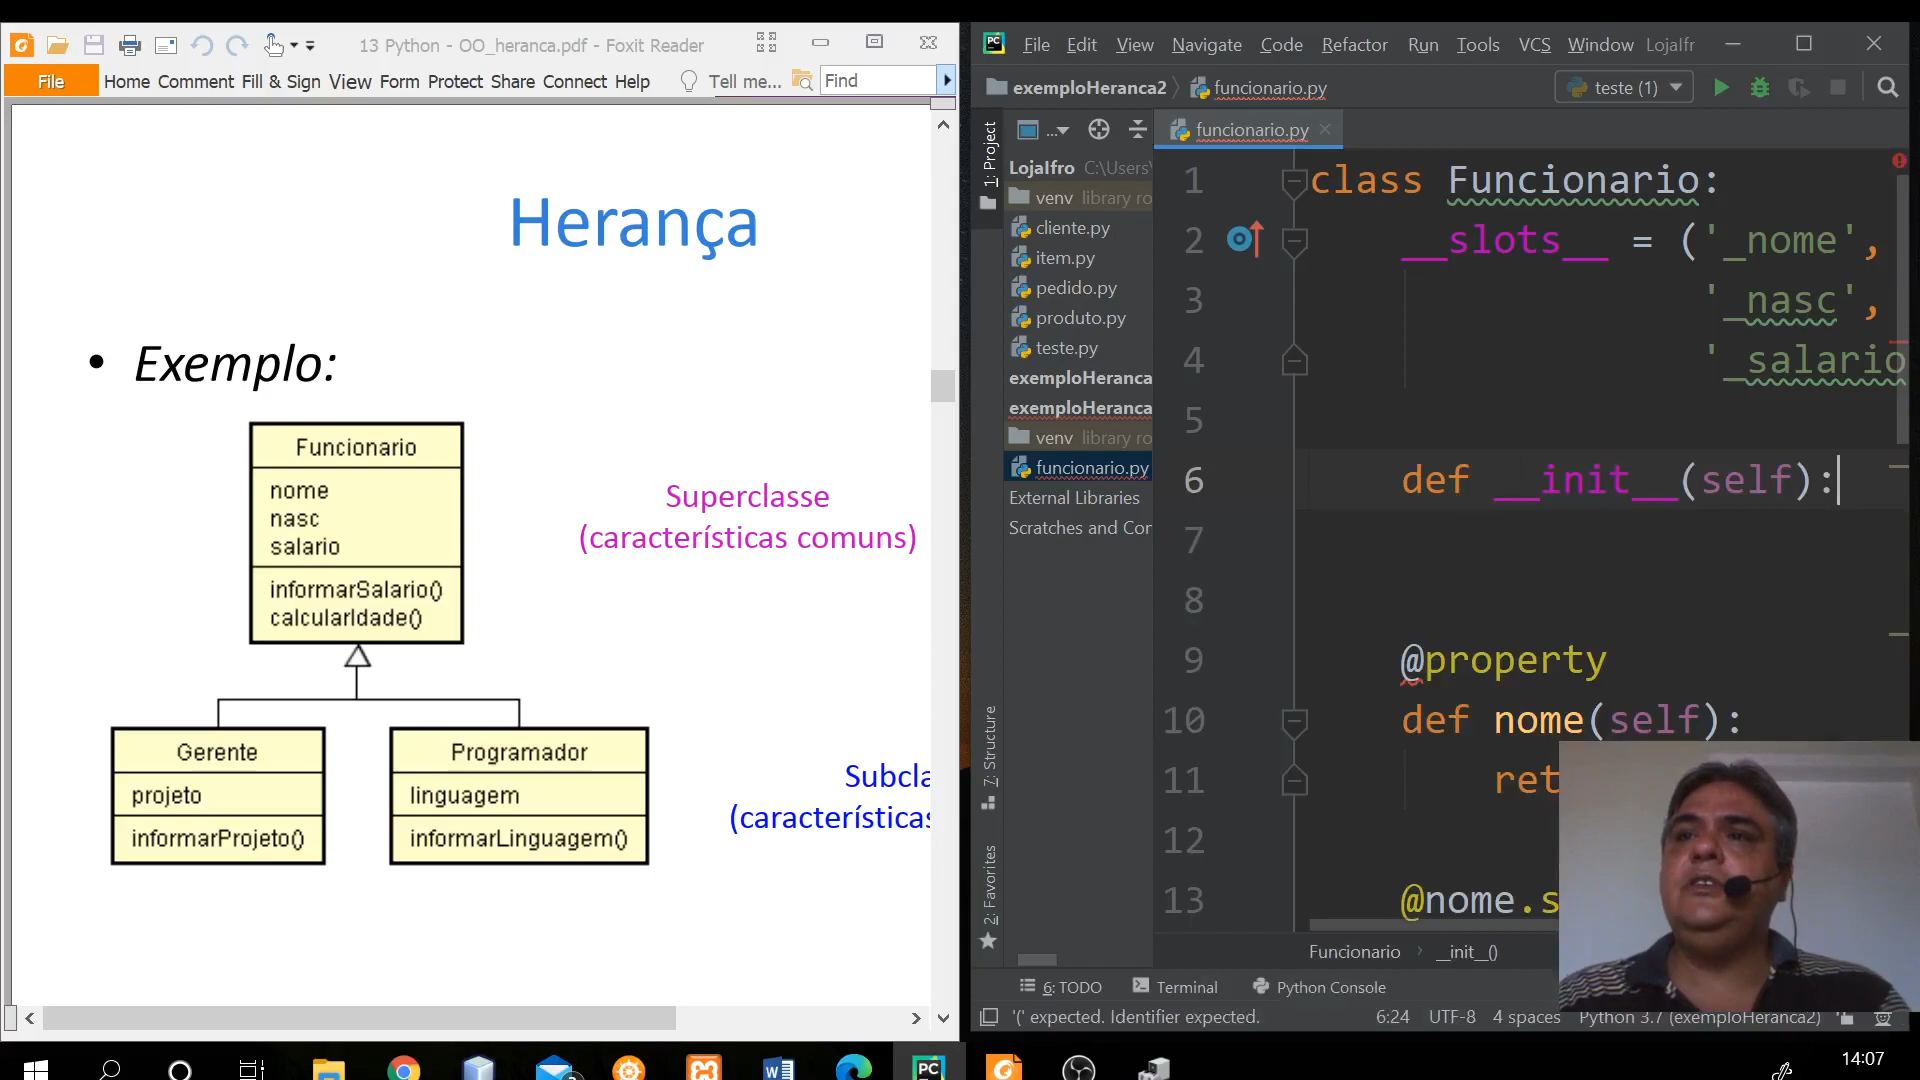 13 Python - OO_heranca.pdf - Foxit Reader
File Home Comment Fill & Sign View Form Protect Share Connect Help Tell me... Find
Herança
• Exemplo:
Funcionario
nome
nasc
salario
informarSalario()
calcularIdade()
Superclasse
(características comuns)
Gerente
projeto
informarProjeto()
Programador
linguagem
informarLinguagem()
Subcla
(características
PC File Edit View Navigate Code Refactor Run Tools VCS Window LojaIfr
exemploHeranca2 funcionario.py teste (1)
1: Project
... funcionario.py
LojaIfro C:\Users\
venv library ro
cliente.py
item.py
pedido.py
produto.py
teste.py
exemploHeranca
exemploHeranca
venv library ro
funcionario.py
External Libraries
Scratches and Cor
7: Structure
2: Favorites
1 class Funcionario:
2 __slots__ = ('_nome',
3 '_nasc',
4 '_salario
5
6 def __init__(self):
7
8
9 @property
10 def nome(self):
11 ret
12
13 @nome.s
Funcionario › __init__()
6: TODO Terminal Python Console
'(' expected. Identifier expected. 6:24 UTF-8 4 spaces Python 3.7 (exemploHeranca2)
PC
14:07